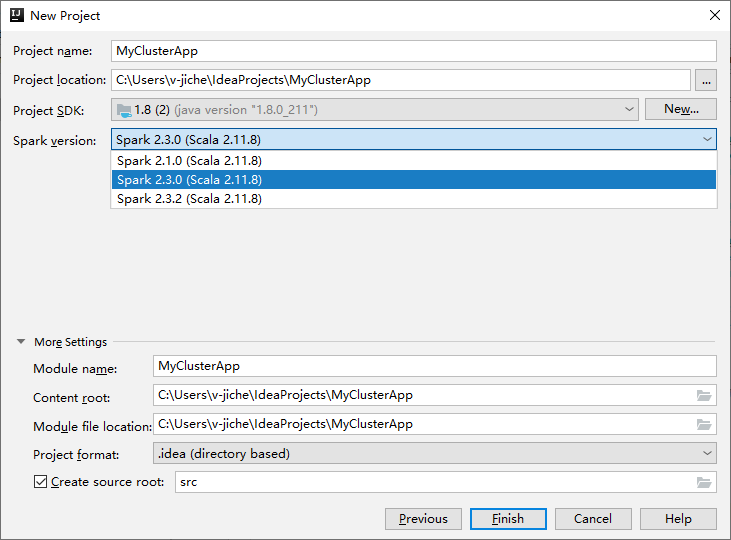 New Project
Project name: MyClusterApp
Project location: C:\Users\v-jiche\IdeaProjects\MyClusterApp ...
Project SDK: 1.8 (2) (java version "1.8.0_211") New...
Spark version: Spark 2.3.0 (Scala 2.11.8)
Spark 2.1.0 (Scala 2.11.8)
Spark 2.3.0 (Scala 2.11.8)
Spark 2.3.2 (Scala 2.11.8)
More Settings
Module name: MyClusterApp
Content root: C:\Users\v-jiche\IdeaProjects\MyClusterApp
Module file location: C:\Users\v-jiche\IdeaProjects\MyClusterApp
Project format: .idea (directory based)
Create source root: src
Previous Finish Cancel Help